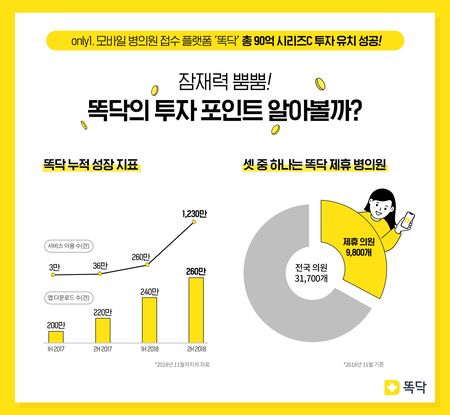 only1. 모바일 병의원 접수 플랫폼 '똑닥' 총 90억 시리즈C 투자 유치 성공!
잠재력 뿜뿜!
똑닥의 투자 포인트 알아볼까?
똑닥 누적 성장 지표
서비스 이용 수(건)
3만
36만
260만
1,230만
앱 다운로드 수(건)
200만
220만
240만
260만
1H 2017
2H 2017
1H 2018
2H 2018
*2018년 11월까지의 자료
셋 중 하나는 똑닥 제휴 병의원
제휴 의원
9,800개
전국 의원
31,700개
*2018년 11월 기준
똑닥